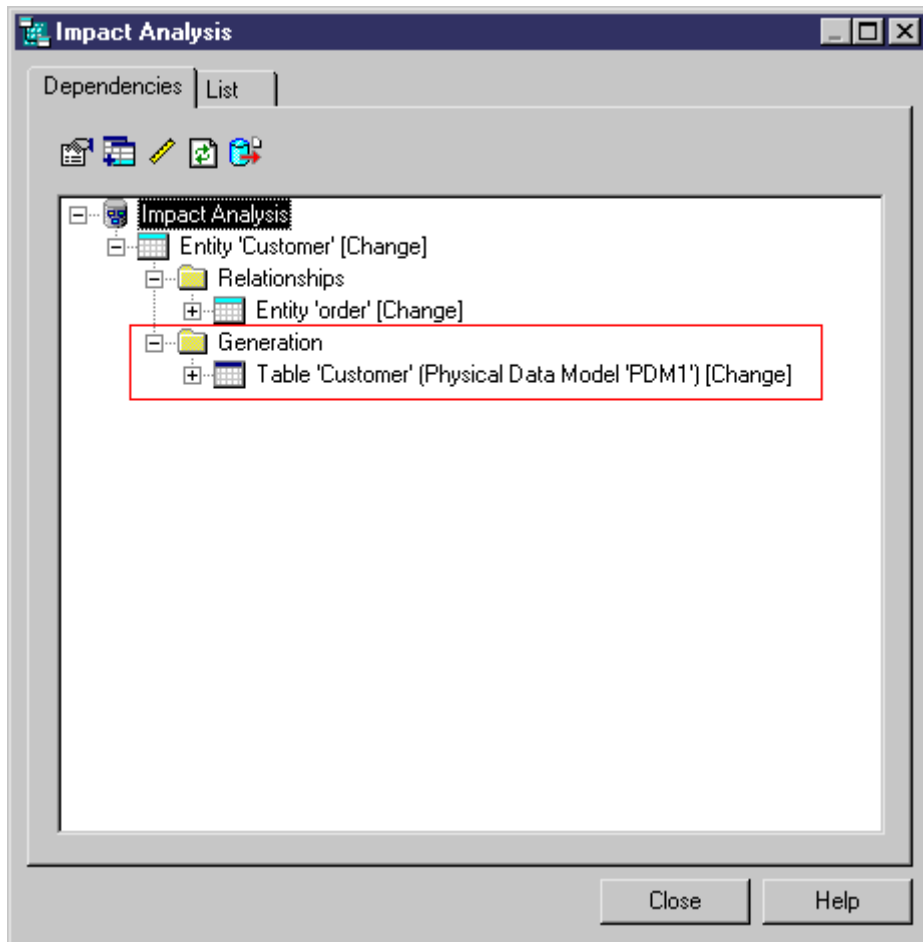 Impact Analysis
Dependencies
List
Impact Analysis
Entity 'Customer' [Change]
Relationships
Entity 'order' [Change]
Generation
Table 'Customer' (Physical Data Model 'PDM1') [Change]
Close
Help